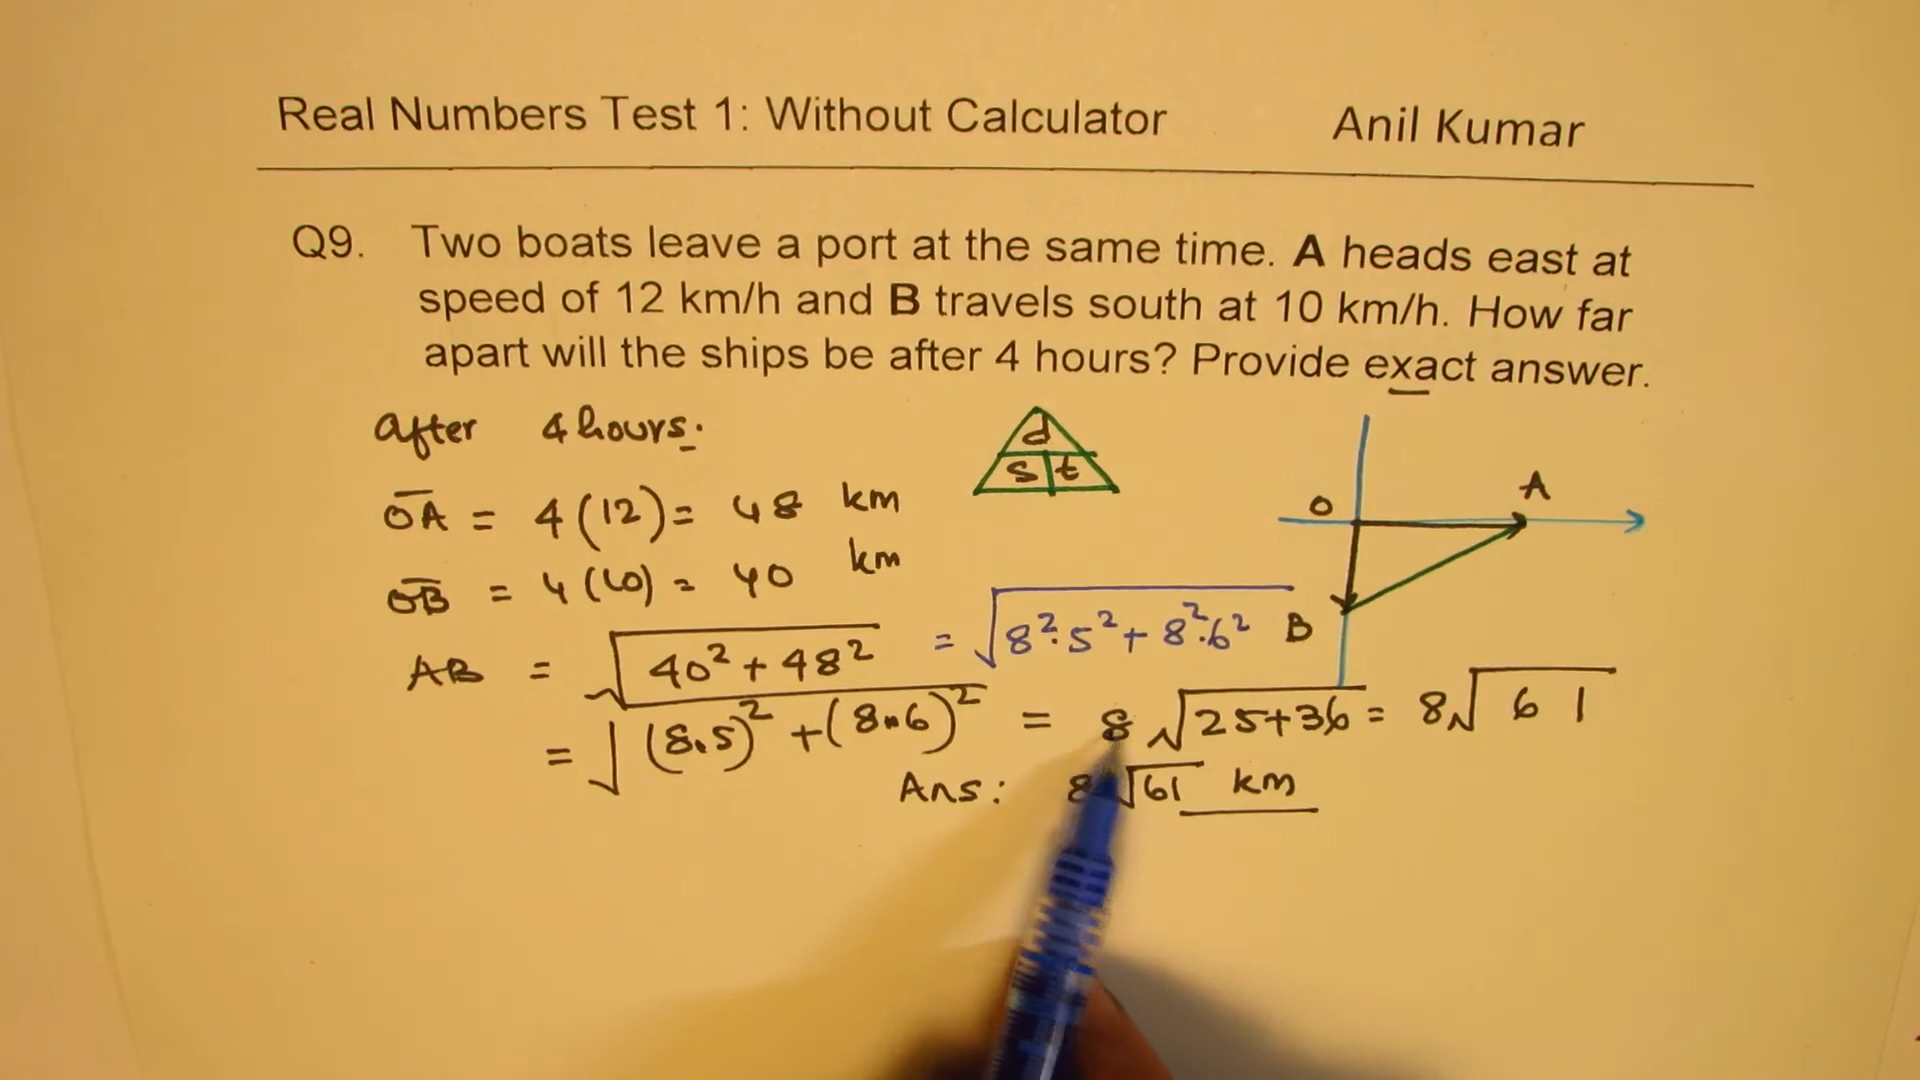 Real Numbers Test 1: Without Calculator Anil Kumar
Q9. Two boats leave a port at the same time. A heads east at
speed of 12 km/h and B travels south at 10 km/h. How far
apart will the ships be after 4 hours? Provide exact answer.
After 4 hours.
d
s t
O A
B
OA = 4(12) = 48 km
OB = 4(10) = 40 km
AB = √40² + 48² = √8²·5² + 8²·6²
= √(8·5)² + (8·6)² = 8√25+36 = 8√61
Ans: 8√61 km